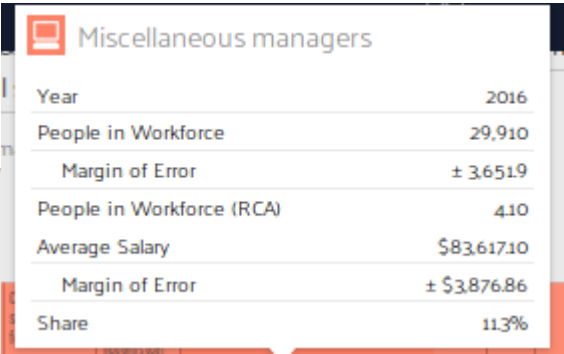 Miscellaneous managers
Year 2016
People in Workforce 29,910
Margin of Error ± 3,651.9
People in Workforce (RCA) 4.10
Average Salary $83,617.10
Margin of Error ± $3,876.86
Share 11.3%